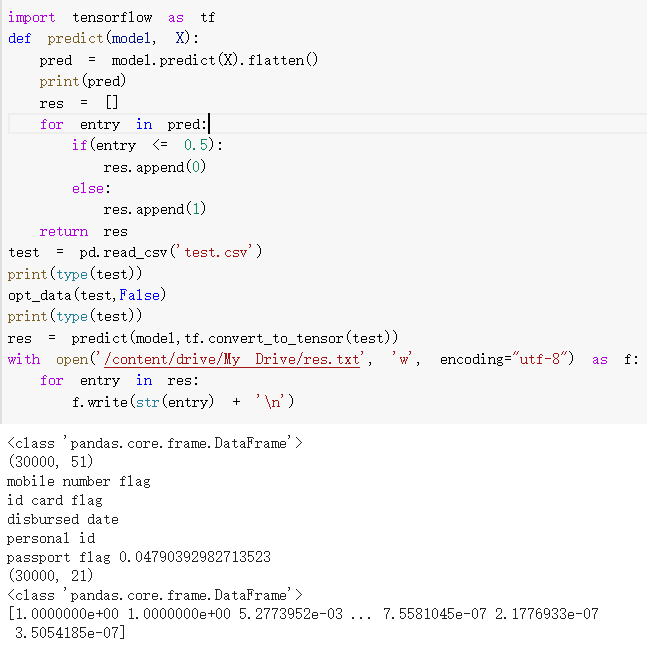 import tensorflow as tf
def predict(model, X):
    pred = model.predict(X).flatten()
    print(pred)
    res = []
    for entry in pred:
        if(entry <= 0.5):
            res.append(0)
        else:
            res.append(1)
    return res
test = pd.read_csv('test.csv')
print(type(test))
opt_data(test,False)
print(type(test))
res = predict(model,tf.convert_to_tensor(test))
with open('/content/drive/My Drive/res.txt', 'w', encoding="utf-8") as f:
    for entry in res:
        f.write(str(entry) + '\n')
<class 'pandas.core.frame.DataFrame'>
(30000, 51)
mobile number flag
id card flag
disbursed date
personal id
passport flag 0.04790392982713523
(30000, 21)
<class 'pandas.core.frame.DataFrame'>
[1.0000000e+00 1.0000000e+00 5.2773952e-03 ... 7.5581045e-07 2.1776933e-07
 3.5054185e-07]